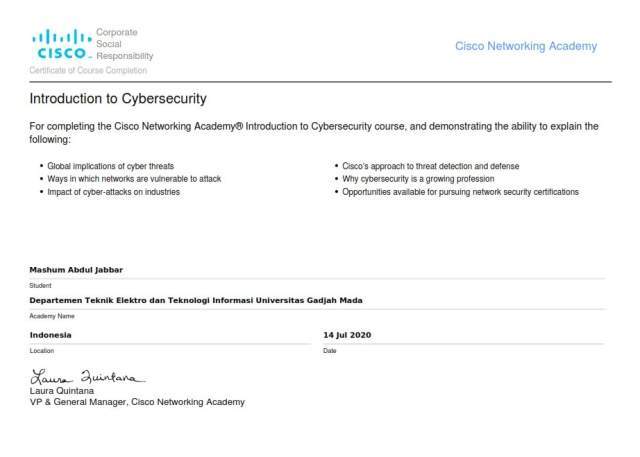 Corporate
Social
Responsibility
CISCO
Cisco Networking Academy
Certificate of Course Completion
Introduction to Cybersecurity
For completing the Cisco Networking Academy® Introduction to Cybersecurity course, and demonstrating the ability to explain the
following:
• Global implications of cyber threats
• Ways in which networks are vulnerable to attack
• Impact of cyber-attacks on industries
• Cisco's approach to threat detection and defense
• Why cybersecurity is a growing profession
• Opportunities available for pursuing network security certifications
Mashum Abdul Jabbar
Student
Departemen Teknik Elektro dan Teknologi Informasi Universitas Gadjah Mada
Academy Name
Indonesia
Location
14 Jul 2020
Date
Laura Quintana
Laura Quintana
VP & General Manager, Cisco Networking Academy